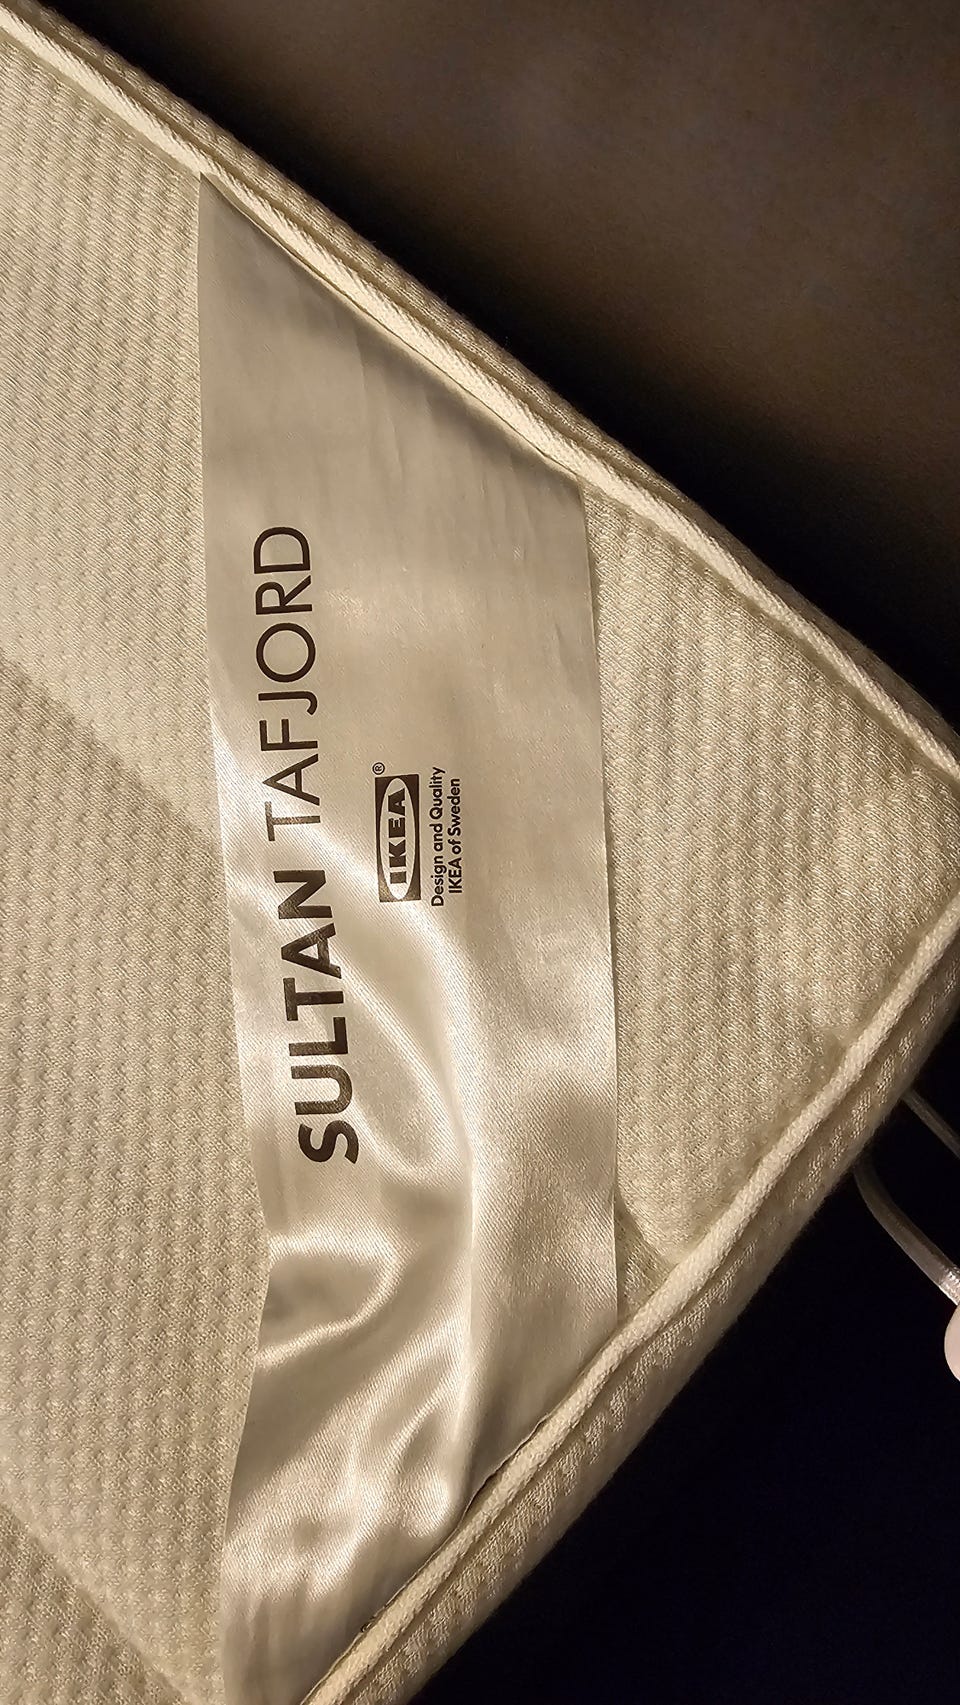 SULTAN TAFJORD
IKEA®
Design and Quality
IKEA of Sweden